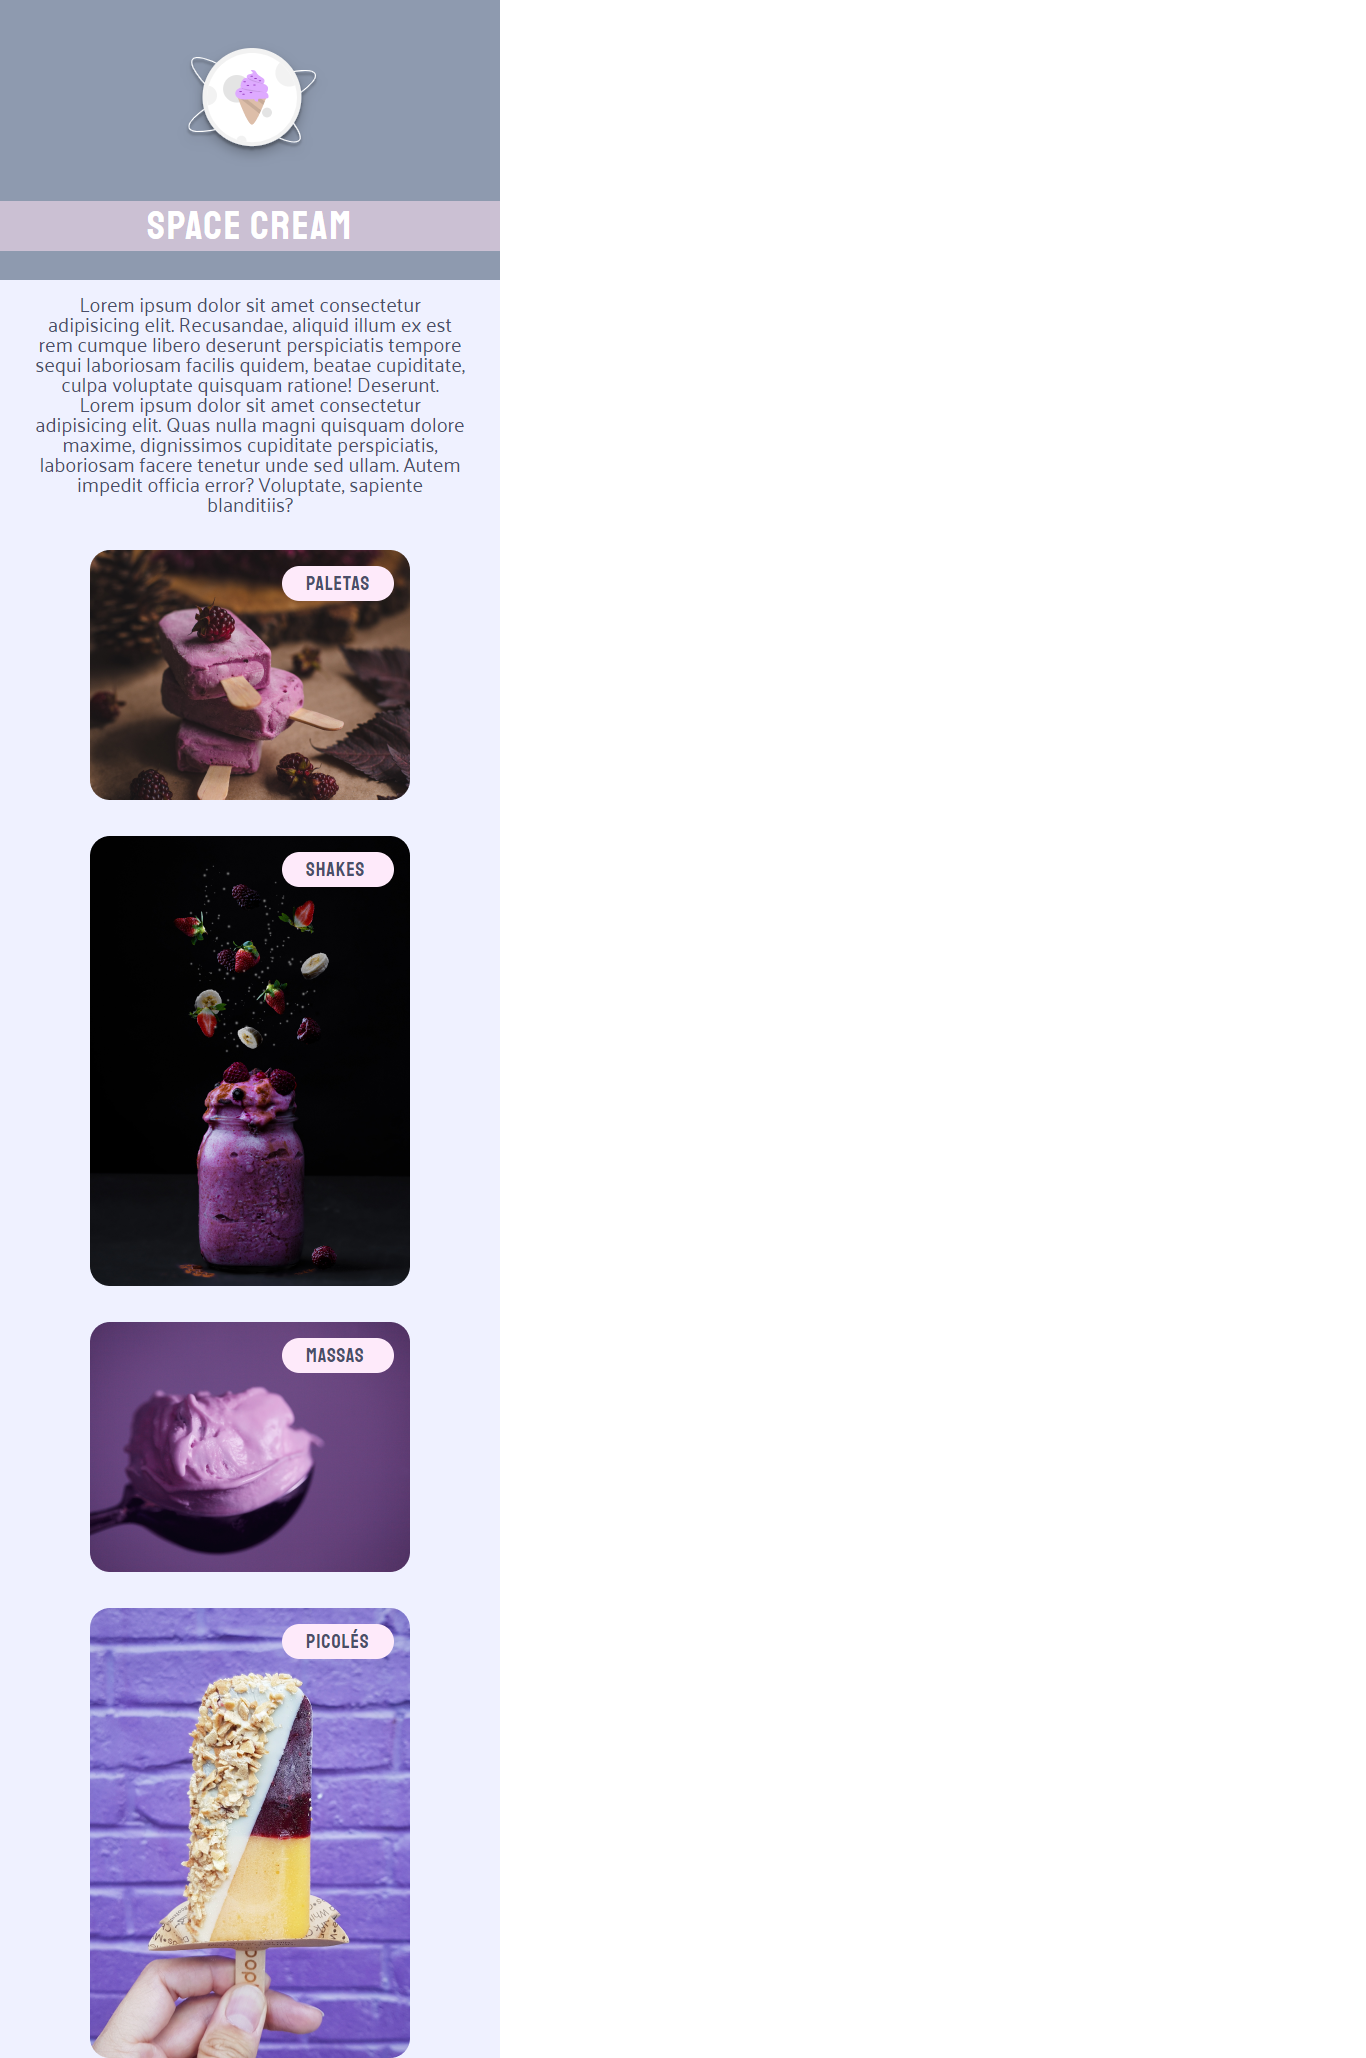 SPACE CREAM
Lorem ipsum dolor sit amet consectetur
adipisicing elit. Recusandae, aliquid illum ex est
rem cumque libero deserunt perspiciatis tempore
sequi laboriosam facilis quidem, beatae cupiditate,
culpa voluptate quisquam ratione! Deserunt.
Lorem ipsum dolor sit amet consectetur
adipisicing elit. Quas nulla magni quisquam dolore
maxime, dignissimos cupiditate perspiciatis,
laboriosam facere tenetur unde sed ullam. Autem
impedit officia error? Voluptate, sapiente
blanditiis?
PALETAS
SHAKES
MASSAS
PICOLÉS